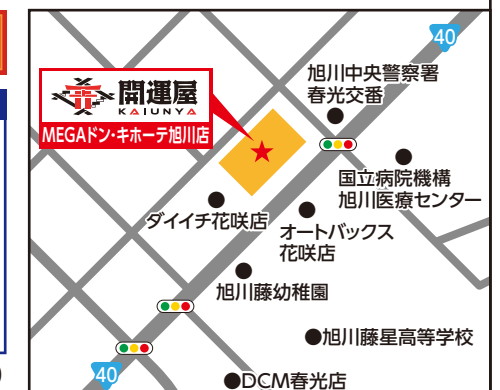 40
旭川中央警察署
春光交番
開運屋
KAIUNYA
MEGAドン・キホーテ旭川店
国立病院機構
旭川医療センター
ダイイチ花咲店
オートバックス
花咲店
旭川藤幼稚園
旭川藤星高等学校
40
DCM春光店